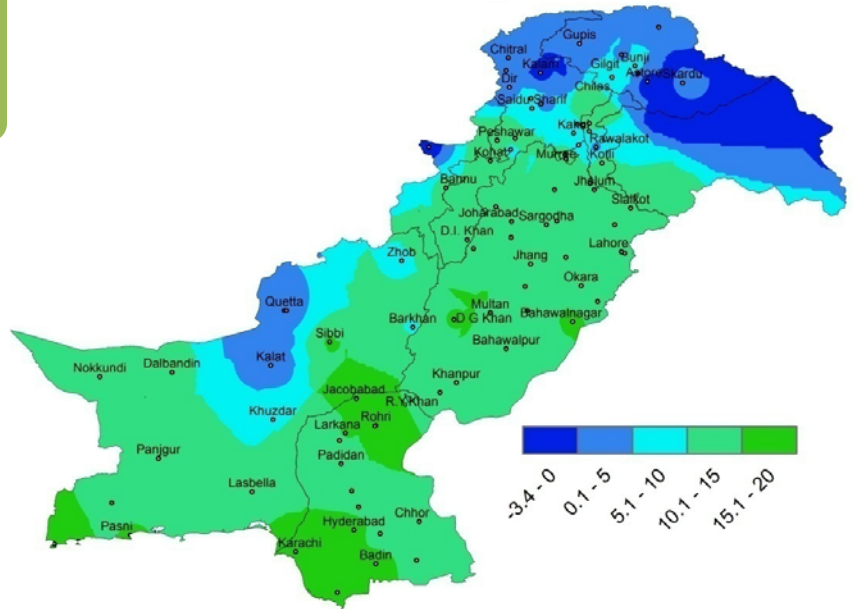 Gupis
Chitral
Bunji
Gilgit
Kalam
Astore Skardu
Dir
Chilas
Saidu Sharif
Kakul
Peshawar
Rawalakot
Kohat
Murree
Kotli
Bannu
Jhelum
Sialkot
Joharabad
Sargodha
D.I. Khan
Lahore
Zhob
Jhang
Okara
Quetta
Multan
D G Khan
Bahawalnagar
Barkhan
Sibbi
Bahawalpur
Kalat
Nokkundi
Dalbandin
Khanpur
Jacobabad
R.Y.Khan
Khuzdar
Rohri
Larkana
Padidan
Panjgur
Lasbella
Chhor
Hyderabad
Pasni
Karachi
Badin
-3.4 - 0
0.1 - 5
5.1 - 10
10.1 - 15
15.1 - 20